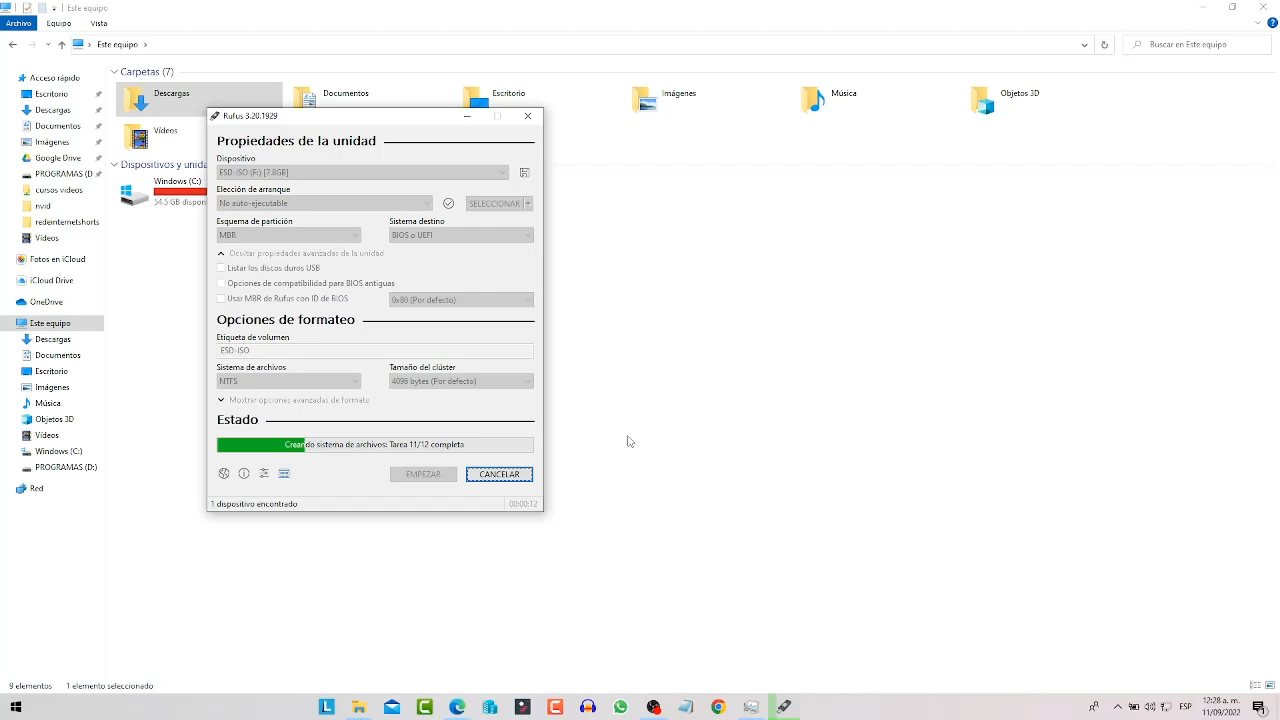 Este equipo
Archivo Equipo Vista
Este equipo
Buscar en Este equipo
Acceso rápido
Escritorio
Descargas
Documentos
Imágenes
Google Drive
PROGRAMAS (D
cursos videos
nvid
redeinternetshorts
Vídeos
Fotos en iCloud
iCloud Drive
OneDrive
Este equipo
Descargas
Documentos
Escritorio
Imágenes
Música
Objetos 3D
Vídeos
Windows (C:)
PROGRAMAS (D:)
Red
Carpetas (7)
Descargas
Documentos
Escritorio
Imágenes
Música
Objetos 3D
Vídeos
Dispositivos y unida
Windows (C:)
54.5 GB dispon
Rufus 3.20.1929
Propiedades de la unidad
Dispositivo
ESD-ISO (F:) [7.8GB]
Elección de arranque
No auto-ejecutable
SELECCIONAR
Esquema de partición Sistema destino
MBR BIOS o UEFI
Ocultar propiedades avanzadas de la unidad
Listar los discos duros USB
Opciones de compatibilidad para BIOS antiguas
Usar MBR de Rufus con ID de BIOS 0x80 (Por defecto)
Opciones de formateo
Etiqueta de volumen
ESD-ISO
Sistema de archivos Tamaño del clúster
NTFS 4096 bytes (Por defecto)
Mostrar opciones avanzadas de formato
Estado
Creando sistema de archivos: Tarea 11/12 completa
EMPEZAR CANCELAR
1 dispositivo encontrado 00:00:12
9 elementos 1 elemento seleccionado
ESP
12:28 a. m.
11/09/2022